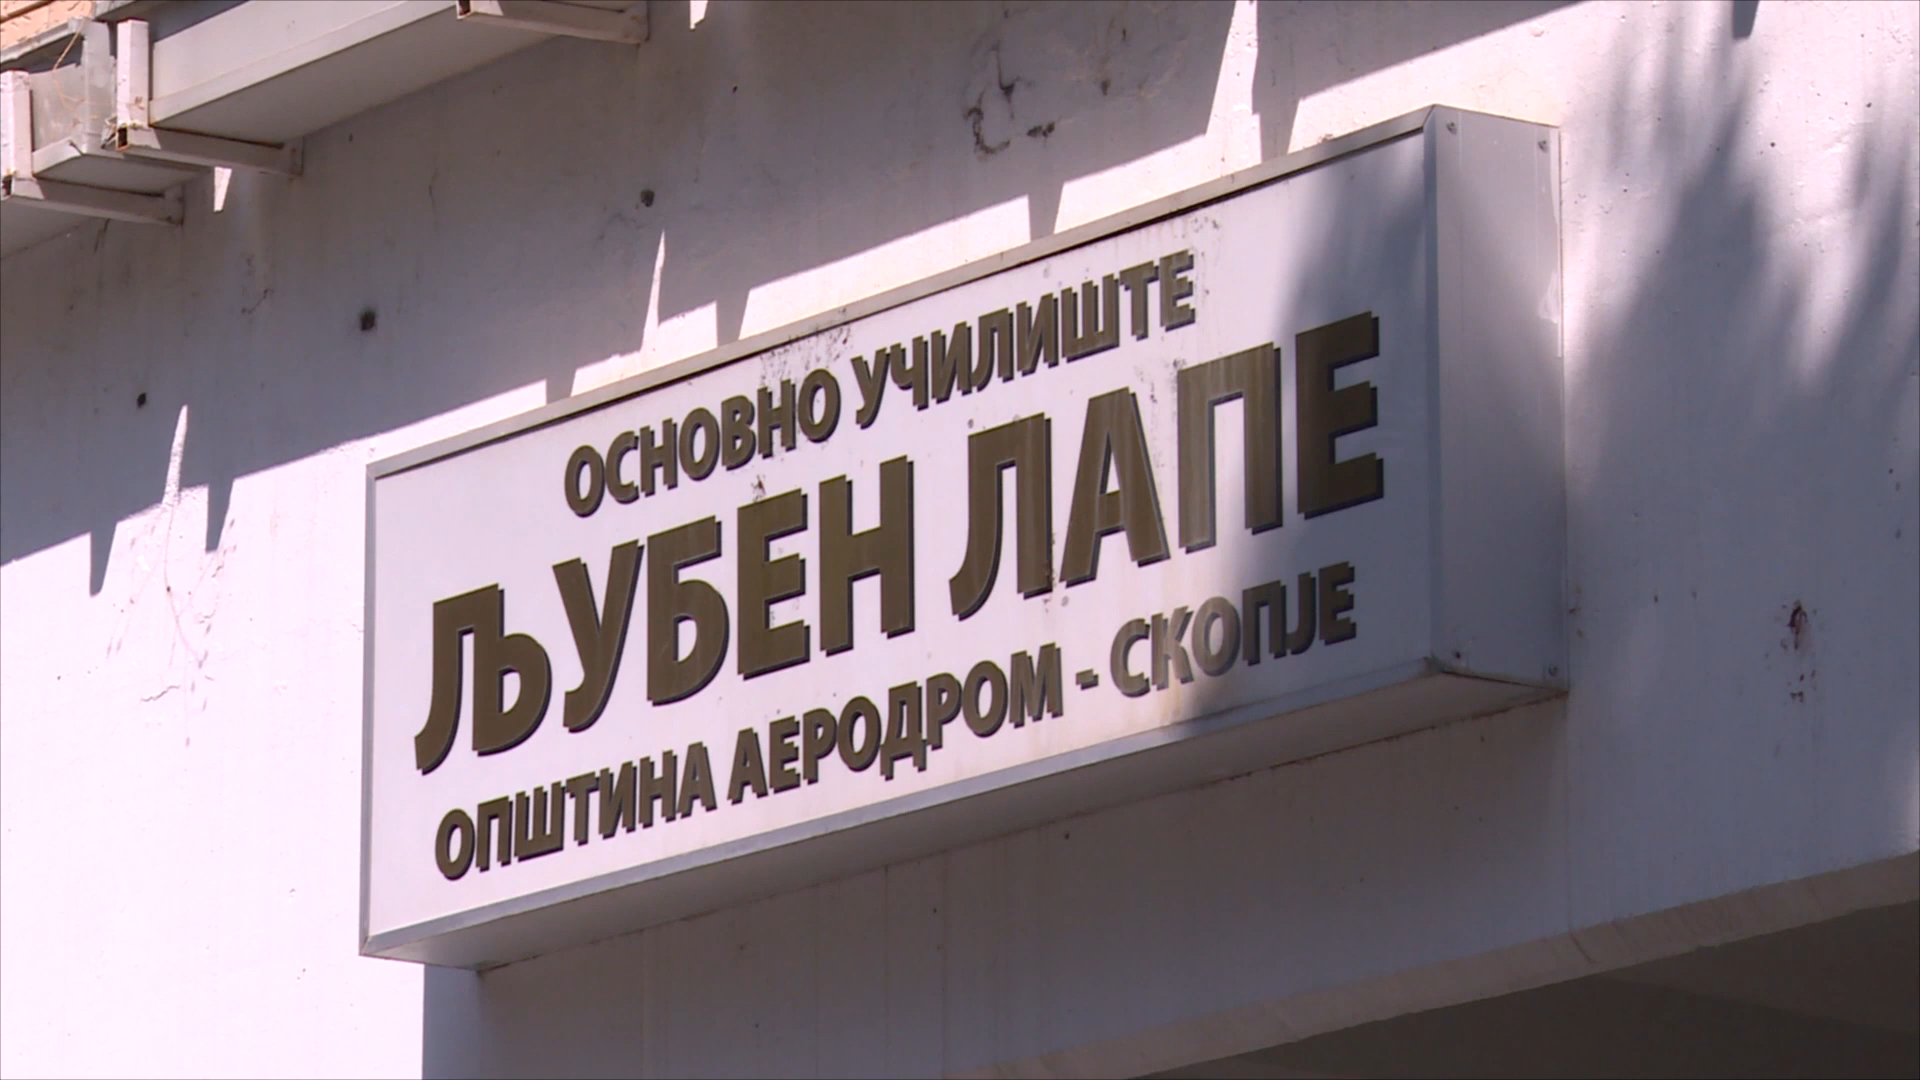 ОСНОВНО УЧИЛИШТЕ
ЉУБЕН ЛАПЕ
ОПШТИНА АЕРОДРОМ - СКОПЈЕ